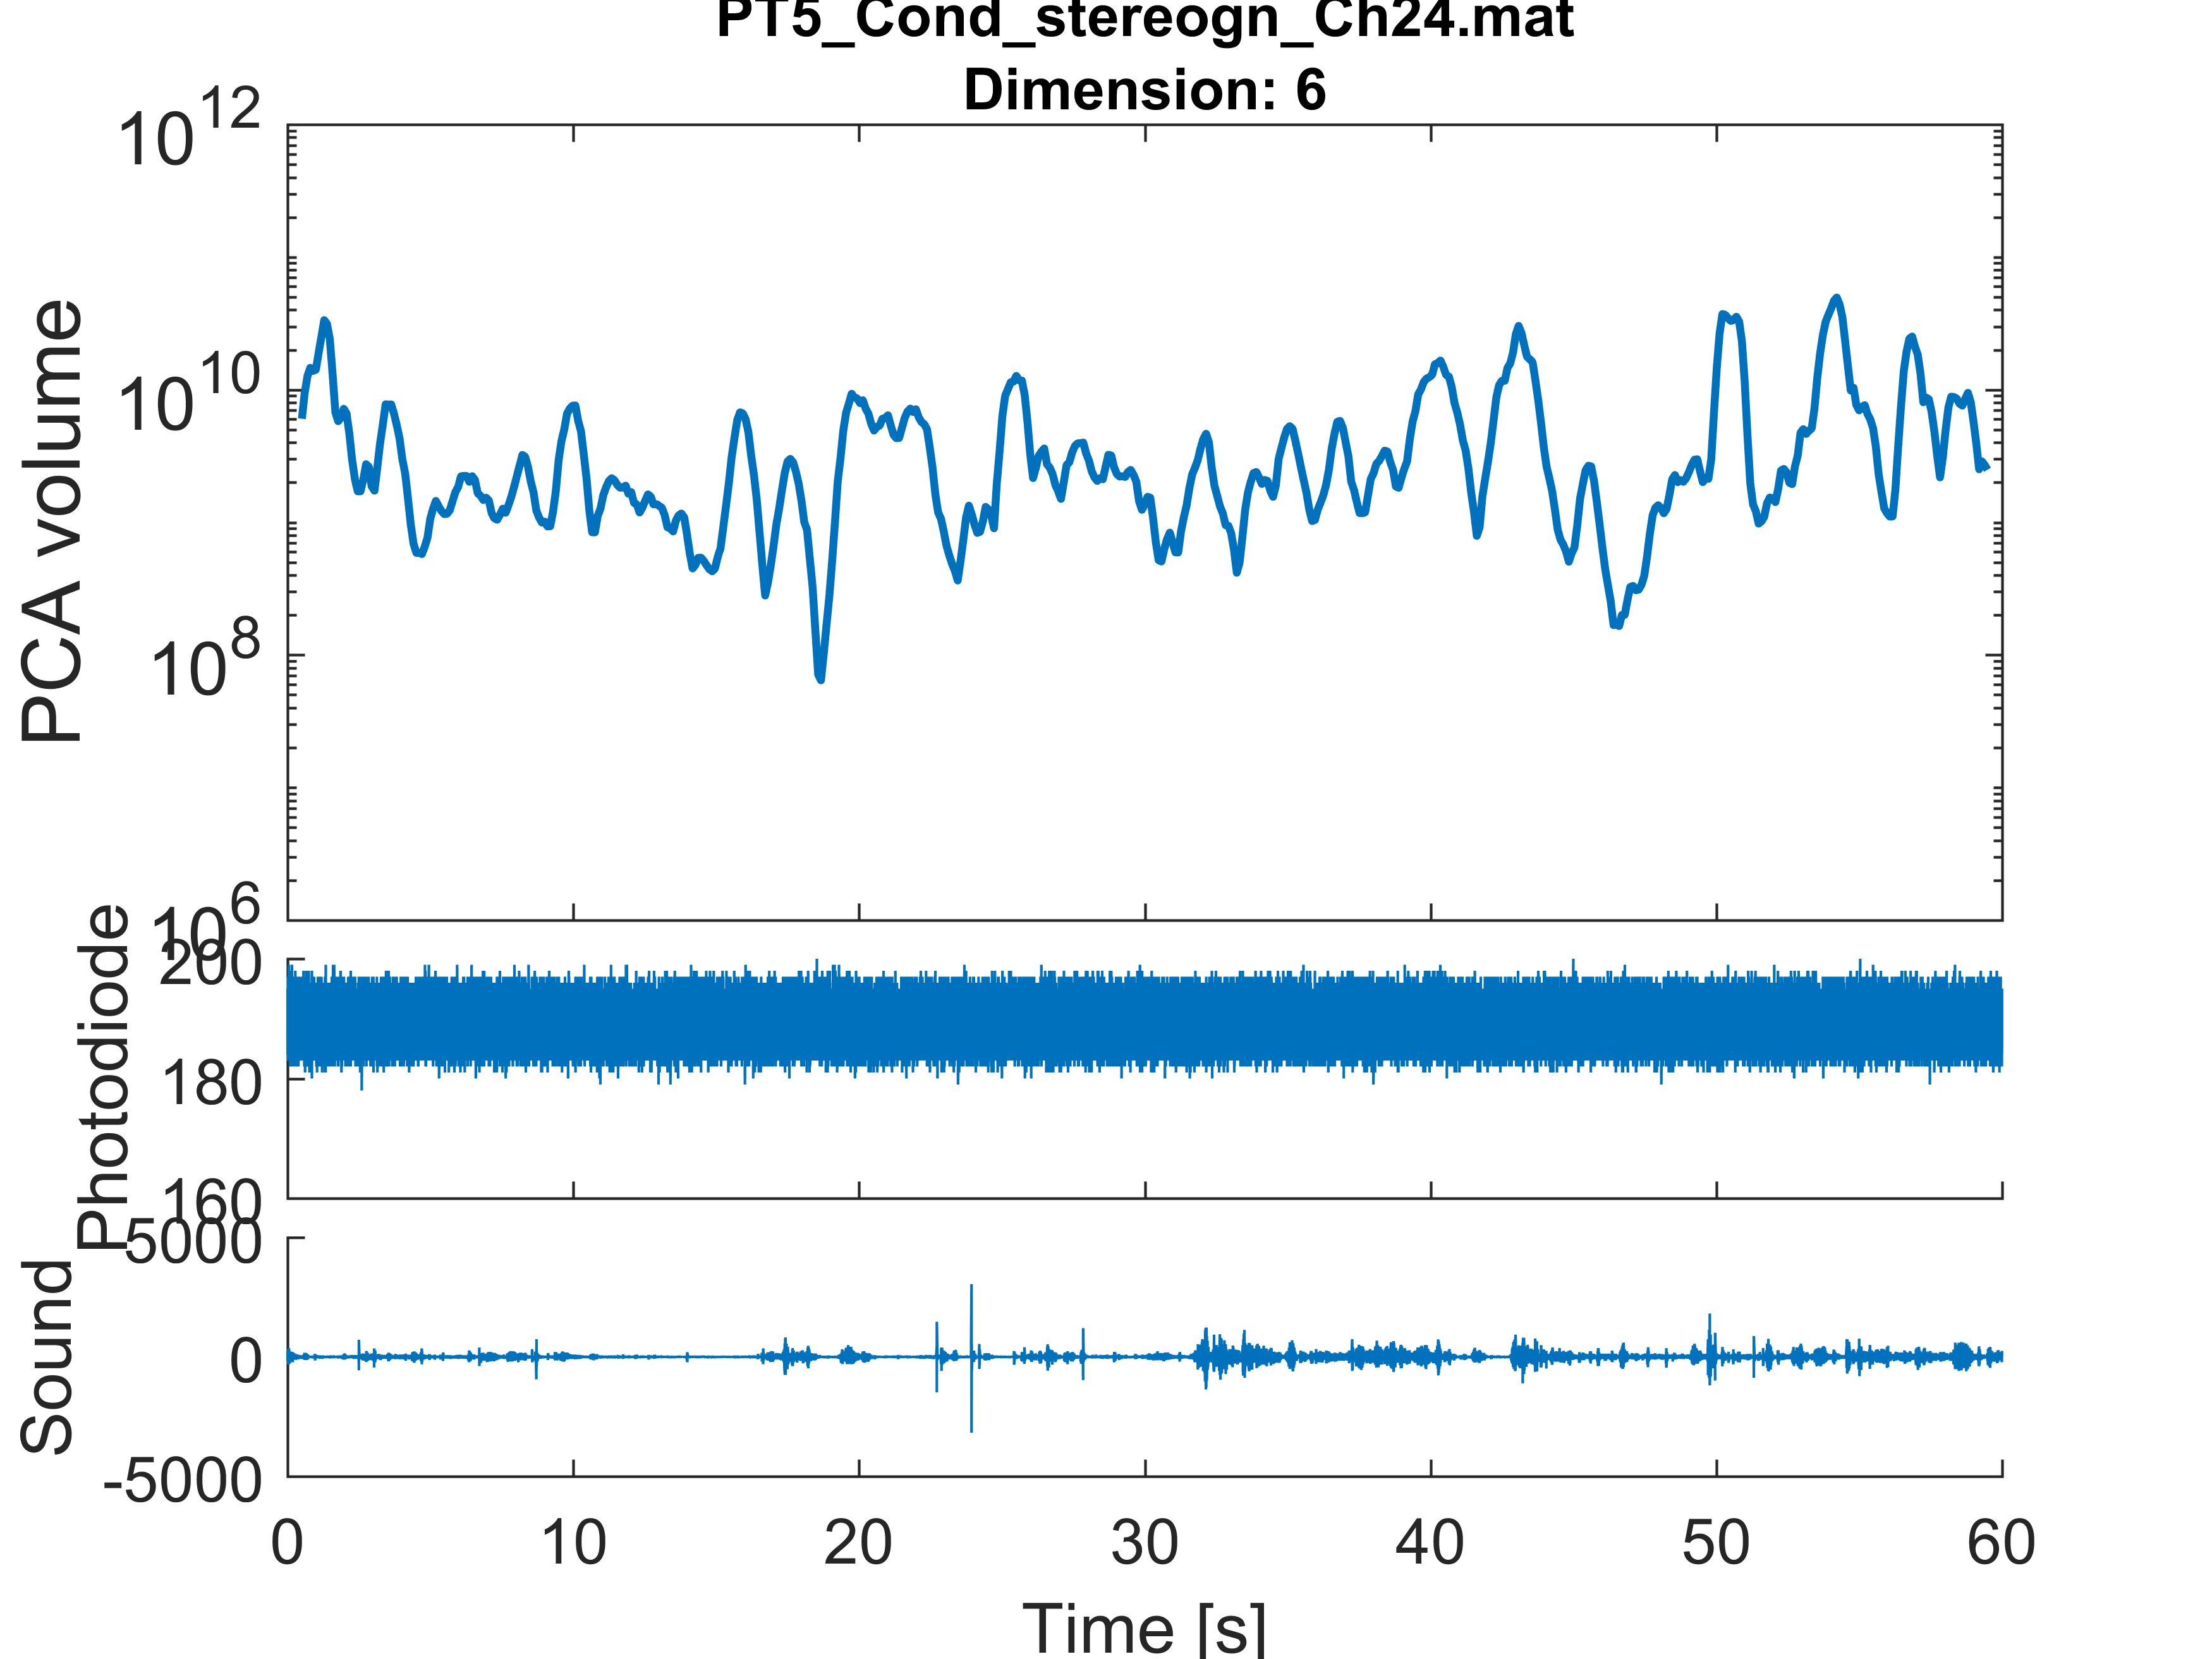 PT5_Cond_stereogn_Ch24.mat
Dimension: 6
PCA volume
10^12
10^10
10^8
10^6
Photodiode
200
180
160
Sound
5000
0
-5000
0 10 20 30 40 50 60
Time [s]